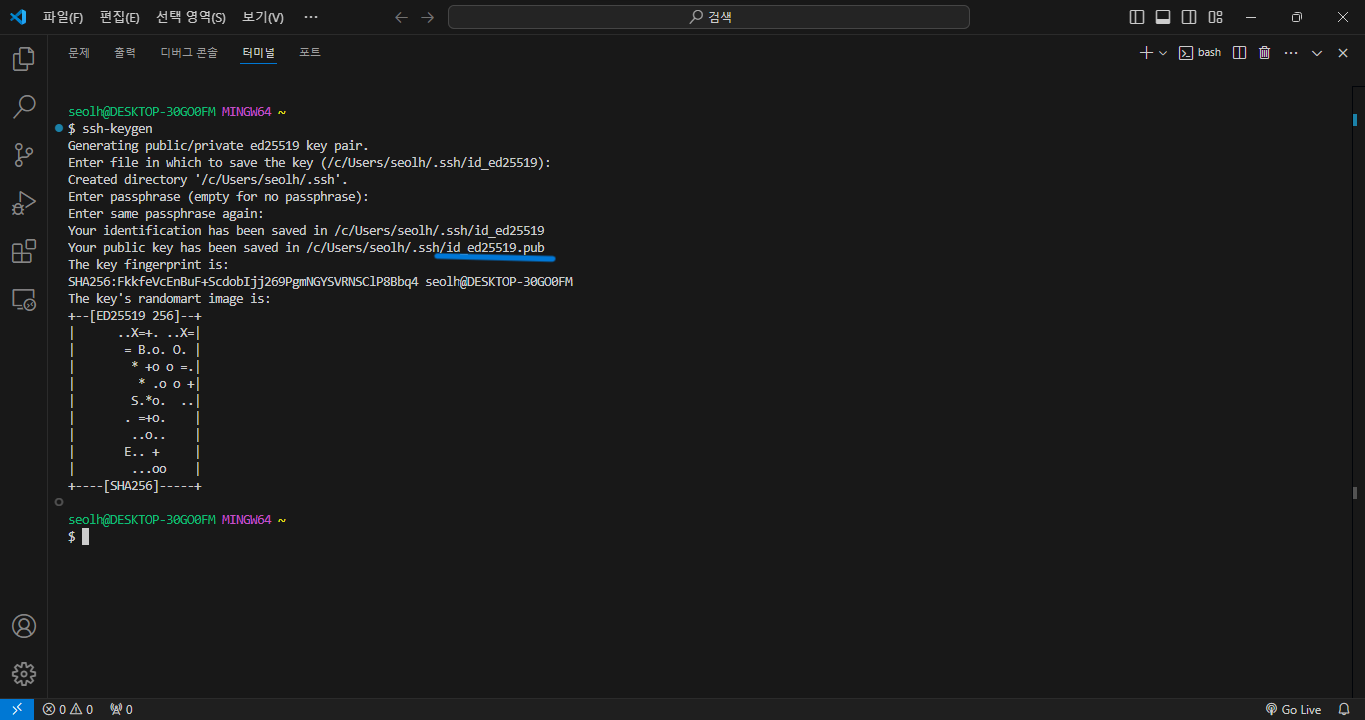 파일(F) 편집(E) 선택 영역(S) 보기(V) ··· 검색
문제 출력 디버그 콘솔 터미널 포트 bash
seolh@DESKTOP-30GO0FM MINGW64 ~
$ ssh-keygen
Generating public/private ed25519 key pair.
Enter file in which to save the key (/c/Users/seolh/.ssh/id_ed25519):
Created directory '/c/Users/seolh/.ssh'.
Enter passphrase (empty for no passphrase):
Enter same passphrase again:
Your identification has been saved in /c/Users/seolh/.ssh/id_ed25519
Your public key has been saved in /c/Users/seolh/.ssh/id_ed25519.pub
The key fingerprint is:
SHA256:FkkfeVcEnBuF+ScdobIjj269PgmNGYSVRNSClP8Bbq4 seolh@DESKTOP-30GO0FM
The key's randomart image is:
+--[ED25519 256]--+
|      ..X=+. ..X=|
|       = B.o. O. |
|        * +o o =.|
|         * .o o +|
|        S.*o.  ..|
|       . =+o.    |
|        ..o..    |
|       E.. +     |
|        ...oo    |
+----[SHA256]-----+
seolh@DESKTOP-30GO0FM MINGW64 ~
$
0 0 0 Go Live